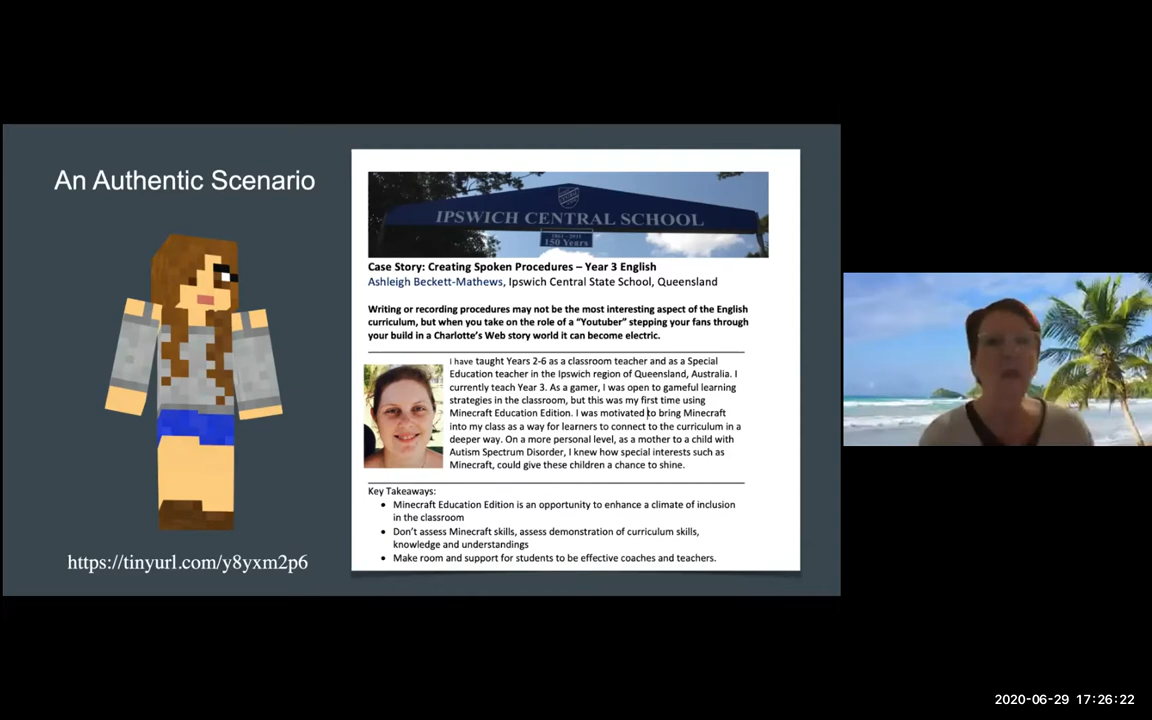 An Authentic Scenario
https://tinyurl.com/y8yxm2p6
IPSWICH CENTRAL SCHOOL
150 Years
Case Story: Creating Spoken Procedures – Year 3 English
Ashleigh Beckett-Mathews, Ipswich Central State School, Queensland
Writing or recording procedures may not be the most interesting aspect of the English
curriculum, but when you take on the role of a “Youtuber” stepping your fans through
your build in a Charlotte’s Web story world it can become electric.
I have taught Years 2-6 as a classroom teacher and as a Special
Education teacher in the Ipswich region of Queensland, Australia. I
currently teach Year 3. As a gamer, I was open to gameful learning
strategies in the classroom, but this was my first time using
Minecraft Education Edition. I was motivated to bring Minecraft
into my class as a way for learners to connect to the curriculum in a
deeper way. On a more personal level, as a mother to a child with
Autism Spectrum Disorder, I knew how special interests such as
Minecraft, could give these children a chance to shine.
Key Takeaways:
• Minecraft Education Edition is an opportunity to enhance a climate of inclusion
in the classroom
• Don’t assess Minecraft skills, assess demonstration of curriculum skills,
knowledge and understandings
• Make room and support for students to be effective coaches and teachers.
2020-06-29 17:26:22